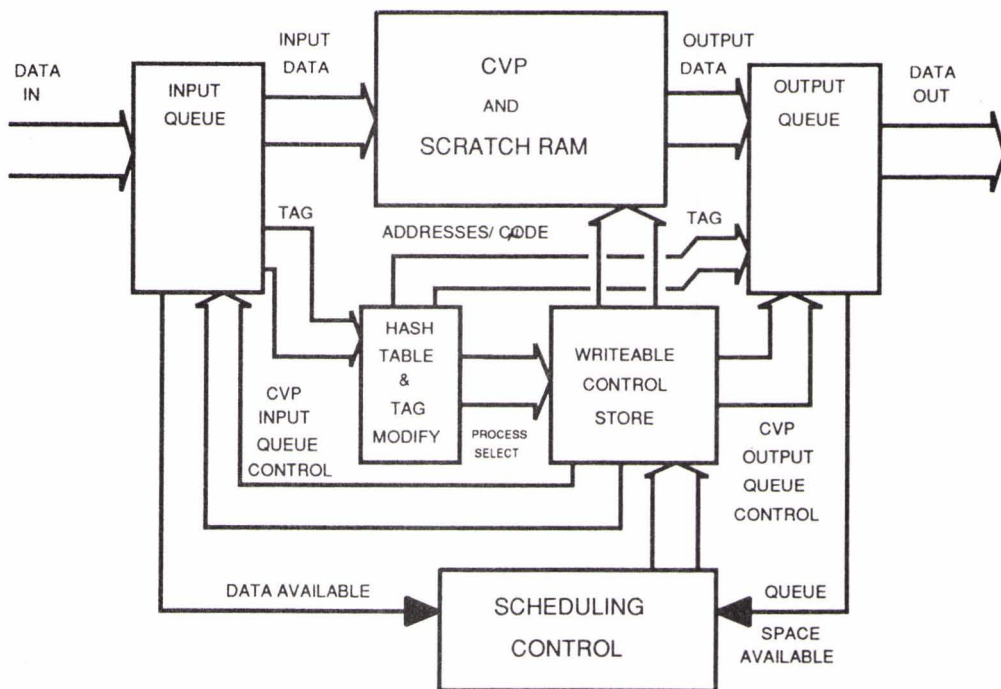 DATA
IN
INPUT
QUEUE
INPUT
DATA
CVP
AND
SCRATCH RAM
OUTPUT
DATA
OUTPUT
QUEUE
DATA
OUT
TAG
ADDRESSES/ CODE
TAG
HASH
TABLE
&
TAG
MODIFY
PROCESS
SELECT
WRITEABLE
CONTROL
STORE
CVP
INPUT
QUEUE
CONTROL
CVP
OUTPUT
QUEUE
CONTROL
DATA AVAILABLE
SCHEDULING
CONTROL
QUEUE
SPACE
AVAILABLE